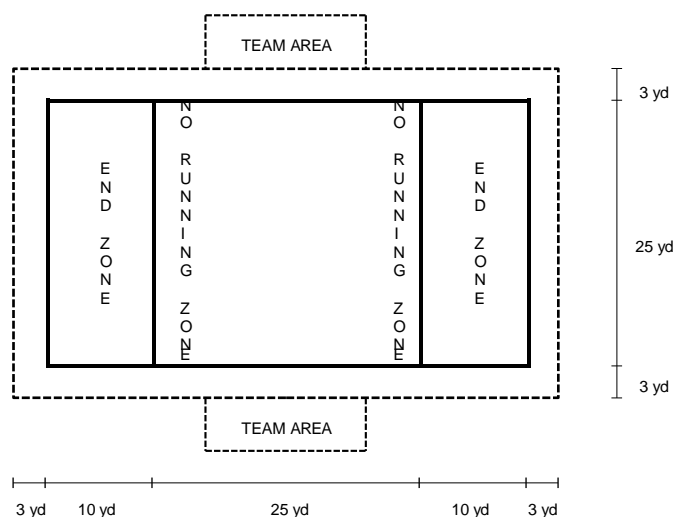 TEAM AREA
3 yd
NO RUNNING ZONE
NO RUNNING ZONE
END ZONE
END ZONE
25 yd
3 yd
TEAM AREA
3 yd
10 yd
25 yd
10 yd
3 yd